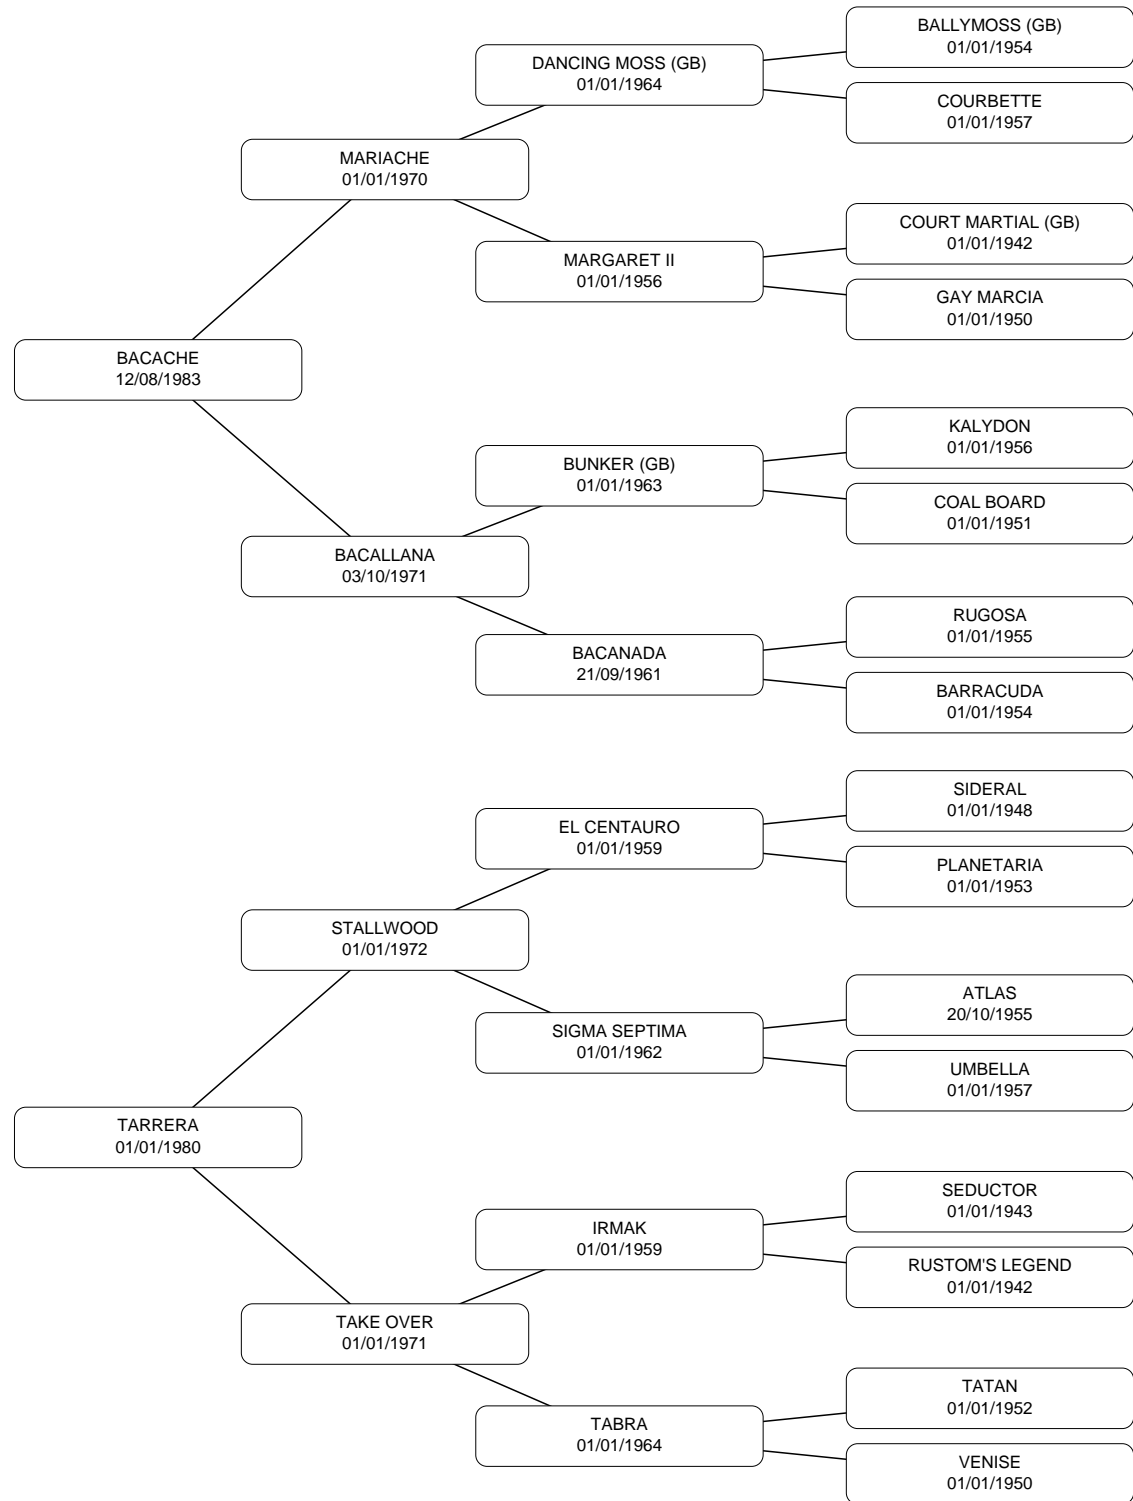 BALLYMOSS (GB)
01/01/1954
DANCING MOSS (GB)
01/01/1964
COURBETTE
01/01/1957
MARIACHE
01/01/1970
COURT MARTIAL (GB)
01/01/1942
MARGARET II
01/01/1956
GAY MARCIA
01/01/1950
BACACHE
12/08/1983
KALYDON
01/01/1956
BUNKER (GB)
01/01/1963
COAL BOARD
01/01/1951
BACALLANA
03/10/1971
RUGOSA
01/01/1955
BACANADA
21/09/1961
BARRACUDA
01/01/1954
SIDERAL
01/01/1948
EL CENTAURO
01/01/1959
PLANETARIA
01/01/1953
STALLWOOD
01/01/1972
ATLAS
20/10/1955
SIGMA SEPTIMA
01/01/1962
UMBELLA
01/01/1957
TARRERA
01/01/1980
SEDUCTOR
01/01/1943
IRMAK
01/01/1959
RUSTOM'S LEGEND
01/01/1942
TAKE OVER
01/01/1971
TATAN
01/01/1952
TABRA
01/01/1964
VENISE
01/01/1950